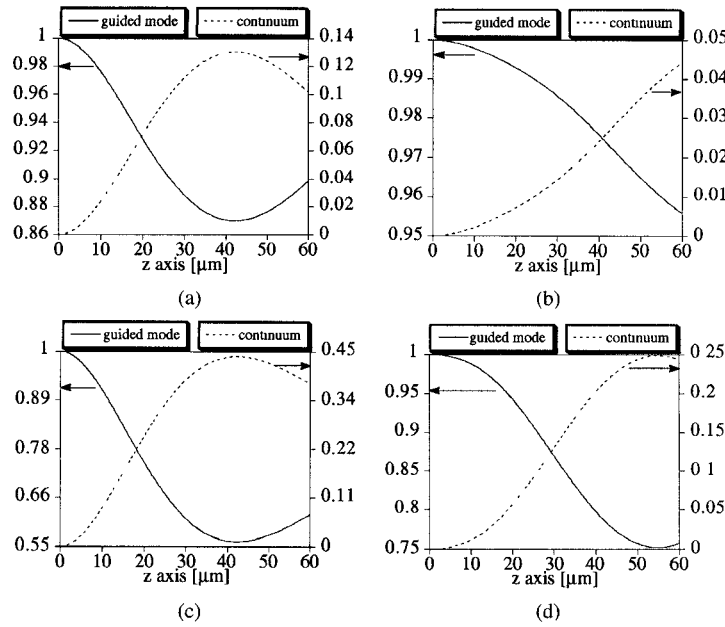 guided mode continuum
1 0.14
0.98 0.13
0.96 0.1
0.94 0.08
0.92 0.06
0.9 0.04
0.88 0.01
0.86 0
0 10 20 30 40 50 60
z axis [µm]
(a)
guided mode continuum
1 0.05
0.99 0.04
0.98 0.03
0.97 0.02
0.96 0.01
0.95 0
0 10 20 30 40 50 60
z axis [µm]
(b)
guided mode continuum
1 0.45
0.89 0.34
0.78 0.22
0.66 0.11
0.55 0
0 10 20 30 40 50 60
z axis [µm]
(c)
guided mode continuum
1 0 25
0.95 0.2
0.9 0.15
0.85 0 1
0.8 0.05
0.75 0
0 10 20 30 40 50 60
z axis [µm]
(d)